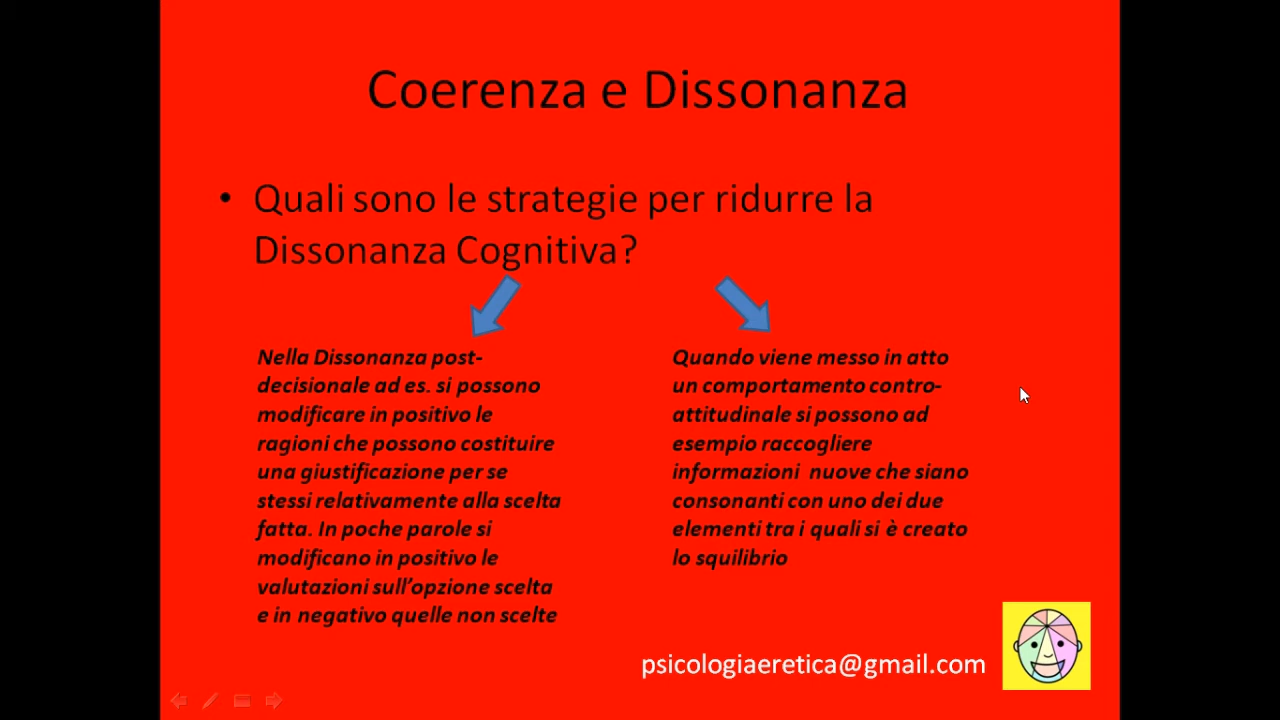 Coerenza e Dissonanza
• Quali sono le strategie per ridurre la
Dissonanza Cognitiva?
Nella Dissonanza post-
decisionale ad es. si possono
modificare in positivo le
ragioni che possono costituire
una giustificazione per se
stessi relativamente alla scelta
fatta. In poche parole si
modificano in positivo le
valutazioni sull'opzione scelta
e in negativo quelle non scelte
Quando viene messo in atto
un comportamento contro-
attitudinale si possono ad
esempio raccogliere
informazioni  nuove che siano
consonanti con uno dei due
elementi tra i quali si è creato
lo squilibrio
psicologiaeretica@gmail.com